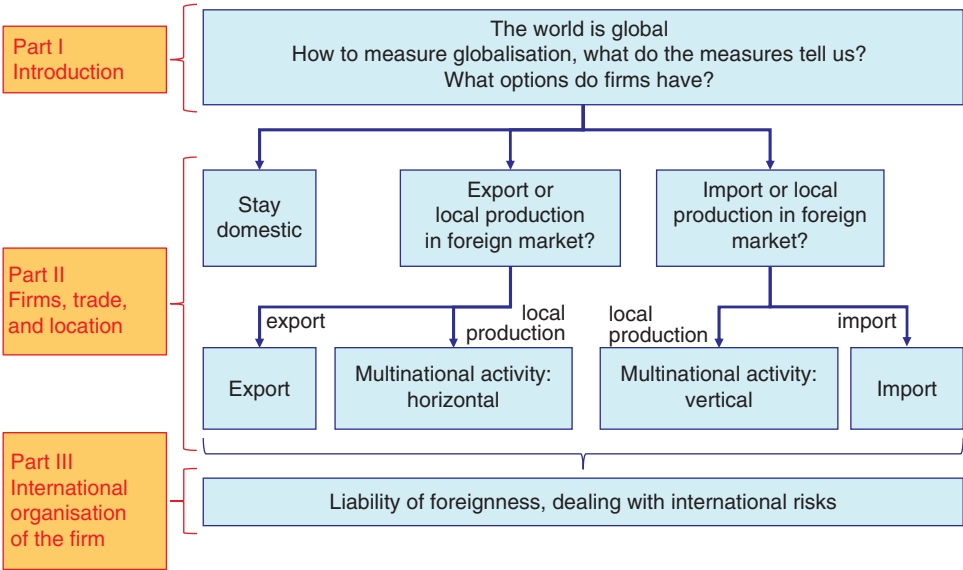 Part I
Introduction
The world is global
How to measure globalisation, what do the measures tell us?
What options do firms have?
Part II
Firms, trade,
and location
Stay
domestic
Export or
local production
in foreign market?
Import or local
production in foreign
market?
export
local
production
local
production
import
Export
Multinational activity:
horizontal
Multinational activity:
vertical
Import
Part III
International
organisation
of the firm
Liability of foreignness, dealing with international risks